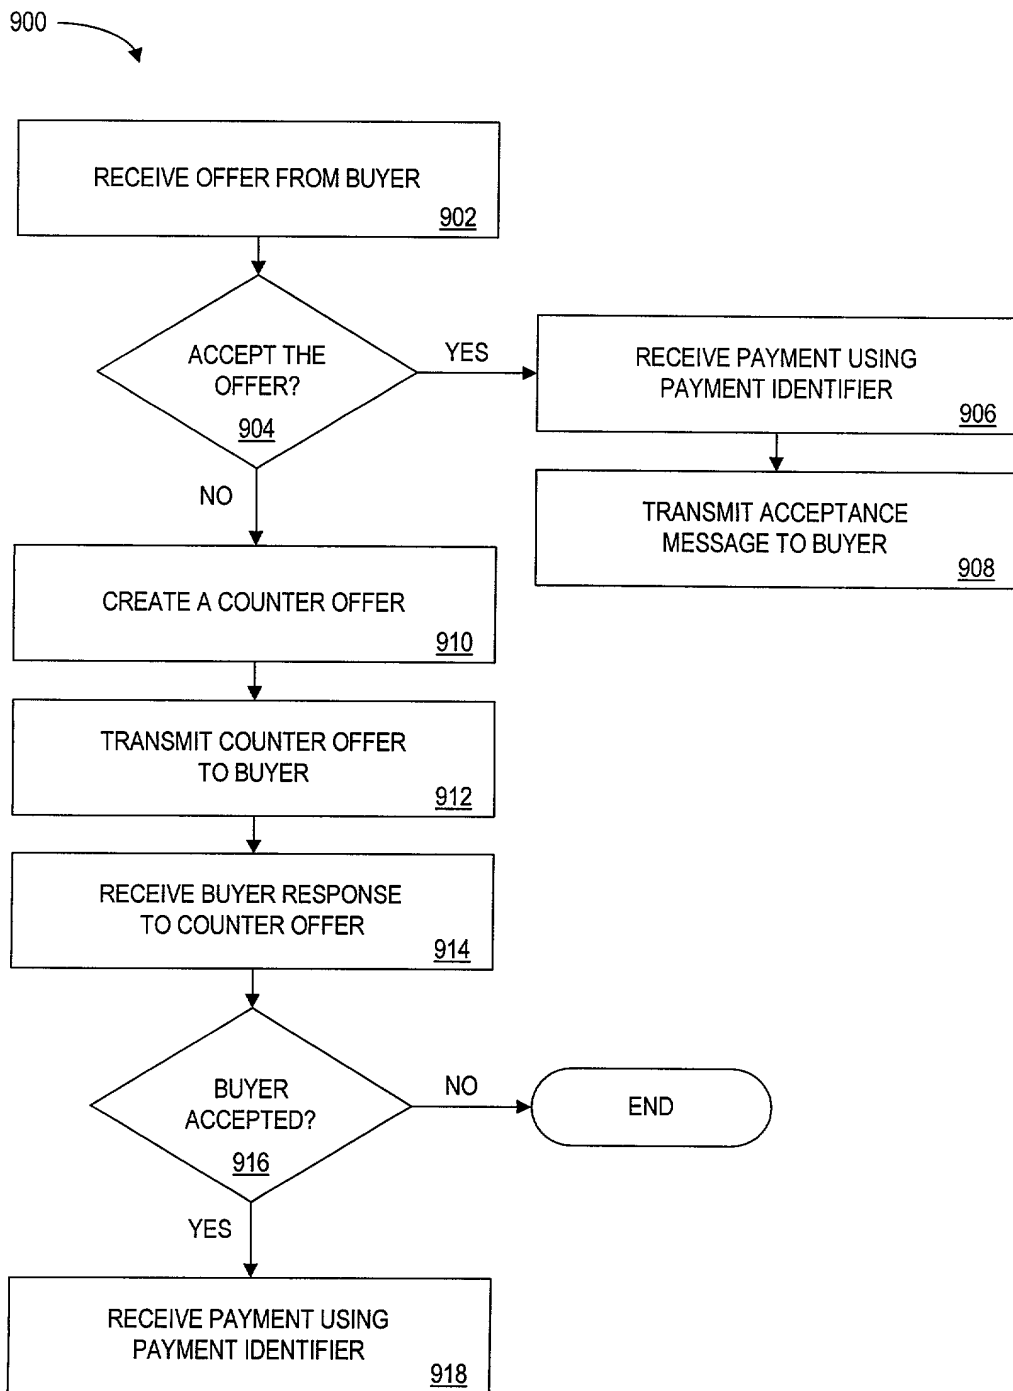 900
RECEIVE OFFER FROM BUYER
902
ACCEPT THE
OFFER?
904
YES
RECEIVE PAYMENT USING
PAYMENT IDENTIFIER
906
TRANSMIT ACCEPTANCE
MESSAGE TO BUYER
908
NO
CREATE A COUNTER OFFER
910
TRANSMIT COUNTER OFFER
TO BUYER
912
RECEIVE BUYER RESPONSE
TO COUNTER OFFER
914
BUYER
ACCEPTED?
916
NO
END
YES
RECEIVE PAYMENT USING
PAYMENT IDENTIFIER
918